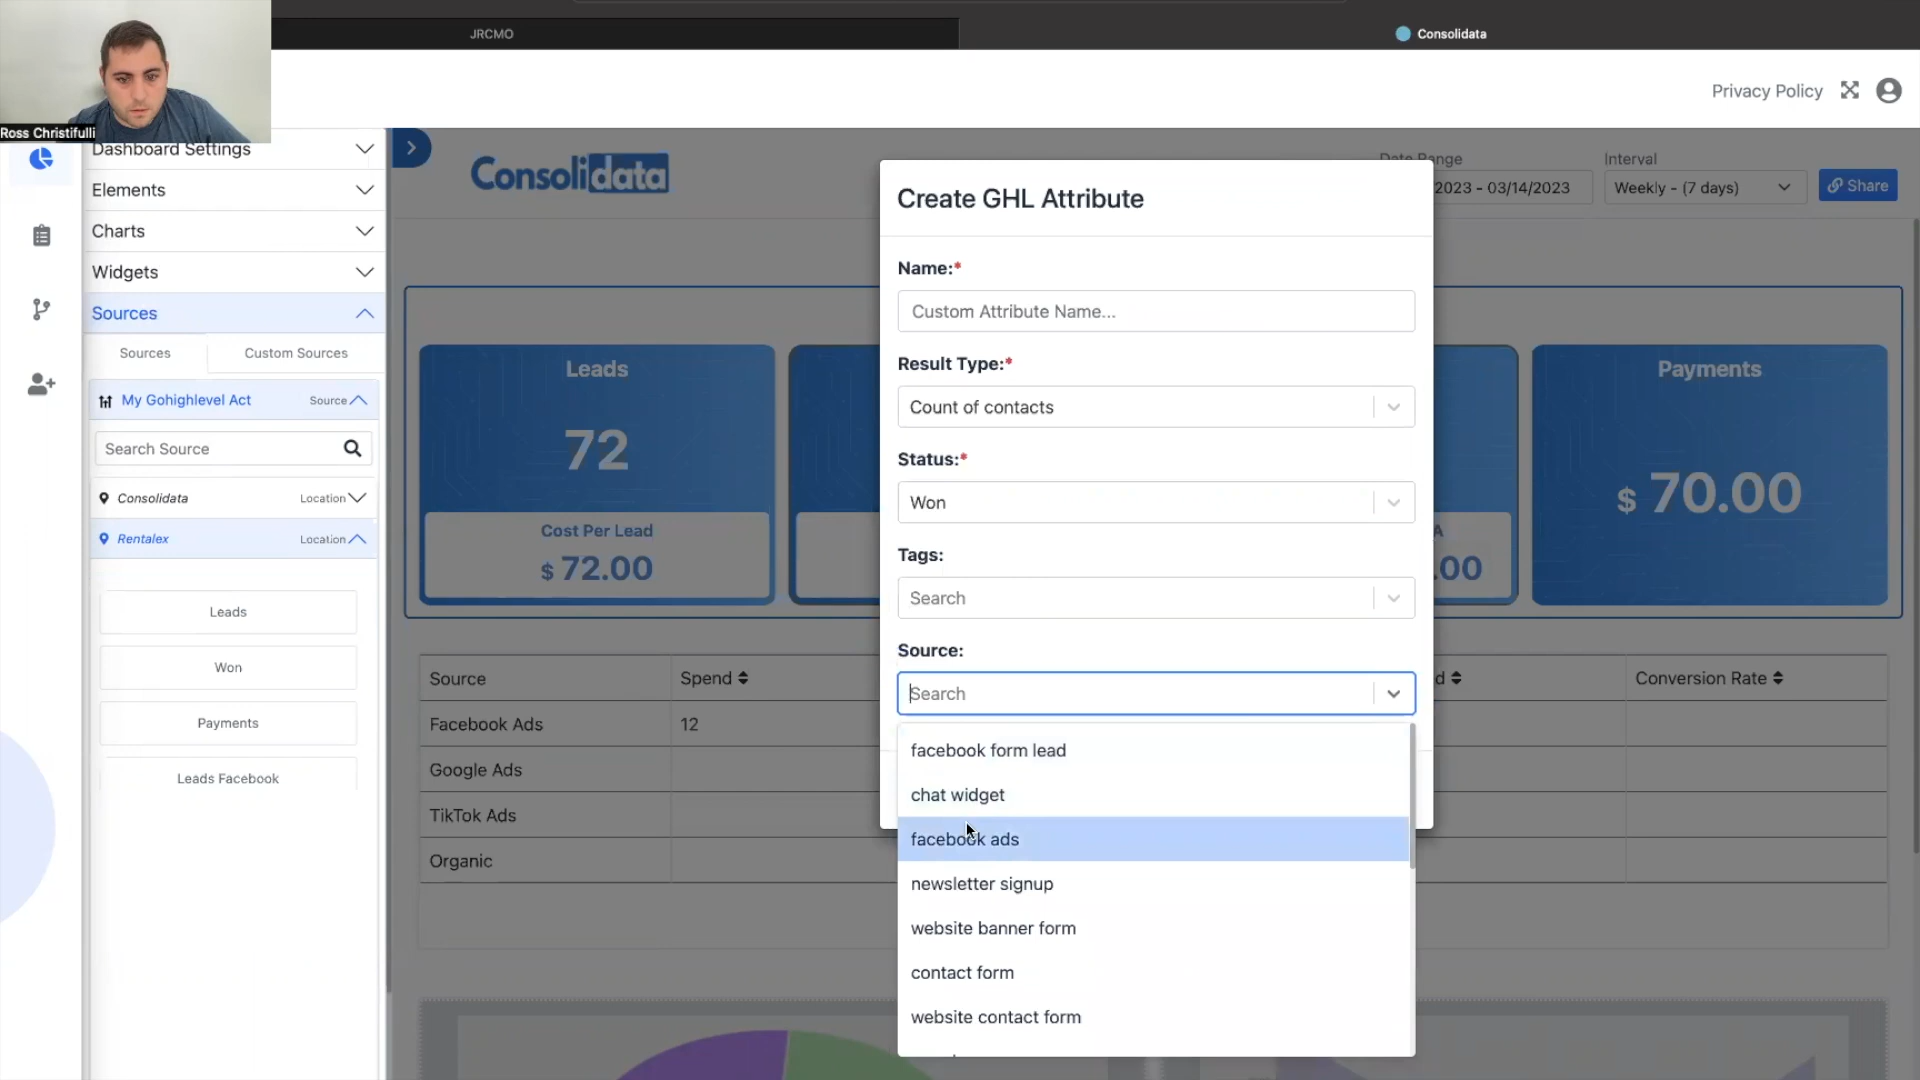 JRCMO
Consolidata
Privacy Policy
Ross Christifulli
Dashboard Settings
Elements
Charts
Widgets
Sources
Sources
Custom Sources
My Gohighlevel Act
Source
Search Source
Consolidata
Location
Rentalex
Location
Leads
Won
Payments
Leads Facebook
Consolidata
Date Range
2023 - 03/14/2023
Interval
Weekly - (7 days)
Share
Leads
72
Cost Per Lead
$ 72.00
A
.00
Payments
$ 70.00
Source
Spend
d
Conversion Rate
Facebook Ads
12
Google Ads
TikTok Ads
Organic
Create GHL Attribute
Name:*
Custom Attribute Name...
Result Type:*
Count of contacts
Status:*
Won
Tags:
Search
Source:
Search
facebook form lead
chat widget
facebook ads
newsletter signup
website banner form
contact form
website contact form